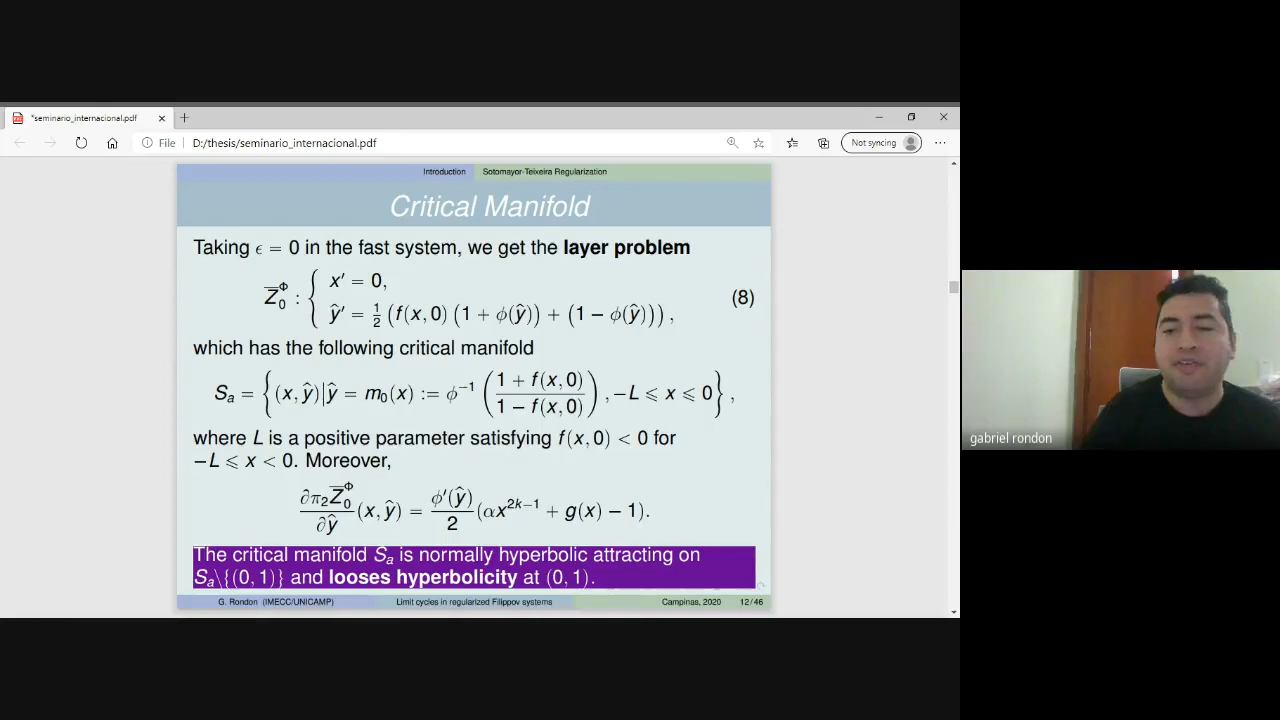 *seminario_internacional.pdf
File | D:/thesis/seminario_internacional.pdf
Not syncing
Introduction Sotomayor-Teixeira Regularization
Critical Manifold
Taking ϵ = 0 in the fast system, we get the layer problem
Z̅₀^Φ : { x′ = 0,
ŷ′ = ½ (f(x, 0) (1 + ϕ(ŷ)) + (1 − ϕ(ŷ))) ,
(8)
which has the following critical manifold
Sₐ = { (x, ŷ) | ŷ = m₀(x) := ϕ⁻¹ ( (1 + f(x, 0)) / (1 − f(x, 0)) ) , −L ⩽ x ⩽ 0 } ,
where L is a positive parameter satisfying f(x, 0) < 0 for
−L ⩽ x < 0. Moreover,
∂π₂Z̅₀^Φ / ∂ŷ (x, ŷ) = ϕ′(ŷ) / 2 (αx^{2k−1} + g(x) − 1).
The critical manifold Sₐ is normally hyperbolic attracting on
Sₐ\{(0, 1)} and looses hyperbolicity at (0, 1).
G. Rondon (IMECC/UNICAMP) Limit cycles in regularized Filippov systems Campinas, 2020 12 / 46
gabriel rondon